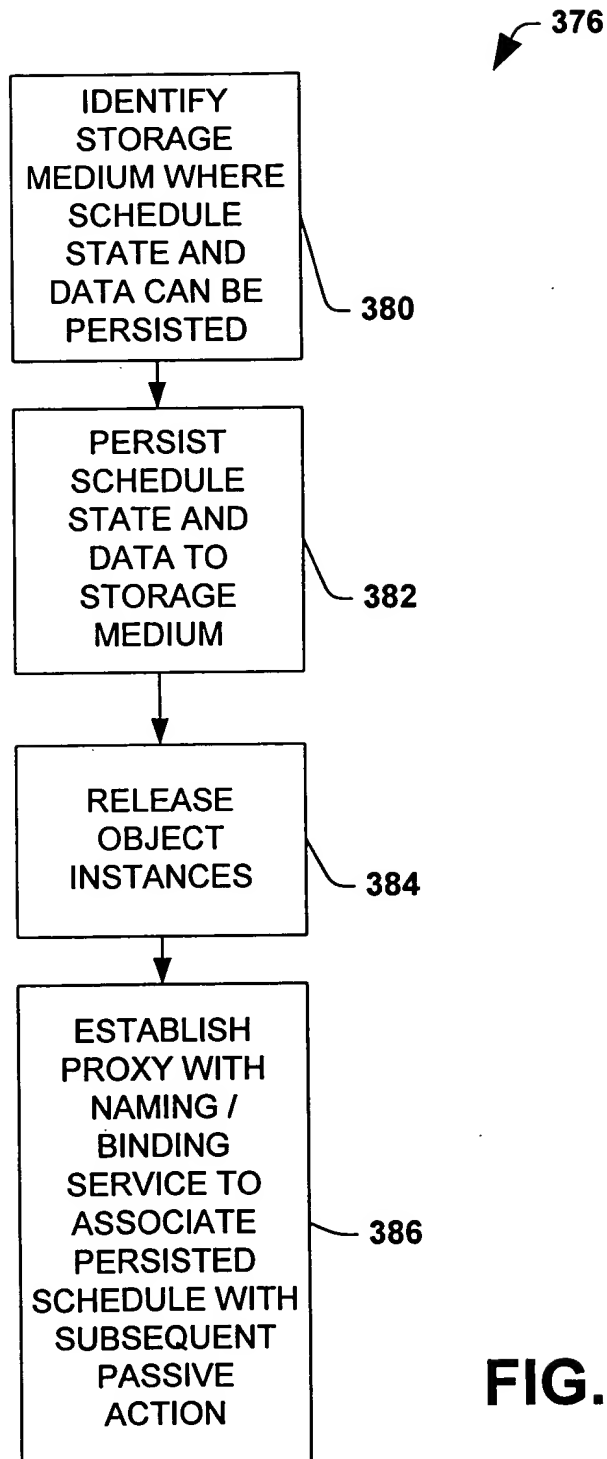 376
IDENTIFY
STORAGE
MEDIUM WHERE
SCHEDULE
STATE AND
DATA CAN BE
PERSISTED
380
PERSIST
SCHEDULE
STATE AND
DATA TO
STORAGE
MEDIUM
382
RELEASE
OBJECT
INSTANCES
384
ESTABLISH
PROXY WITH
NAMING /
BINDING
SERVICE TO
ASSOCIATE
PERSISTED
SCHEDULE WITH
SUBSEQUENT
PASSIVE
ACTION
386
FIG.